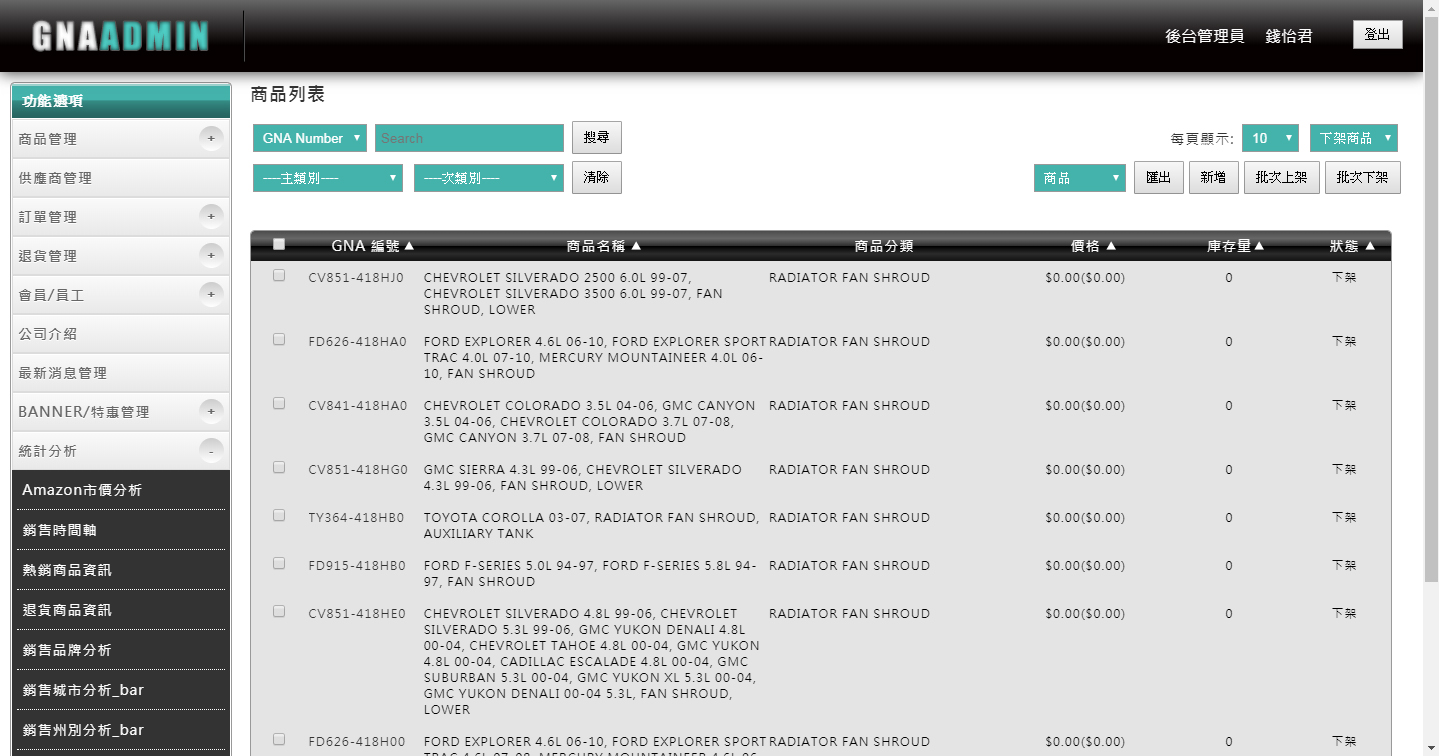 GNAADMIN
後台管理員 錢怡君 登出
功能選項
商品管理 +
供應商管理
訂單管理 +
退貨管理 +
會員/員工 +
公司介紹
最新消息管理
BANNER/特惠管理 +
統計分析 -
Amazon市價分析
銷售時間軸
熱銷商品資訊
退貨商品資訊
銷售品牌分析
銷售城市分析_bar
銷售州別分析_bar
商品列表
GNA Number Search 搜尋 每頁顯示: 10 下架商品
----主類別---- ----次類別---- 清除 商品 匯出 新增 批次上架 批次下架
GNA 編號▲ 商品名稱 ▲ 商品分類 價格 ▲ 庫存量▲ 狀態 ▲
CV851-418HJ0 CHEVROLET SILVERADO 2500 6.0L 99-07, RADIATOR FAN SHROUD $0.00($0.00) 0 下架
CHEVROLET SILVERADO 3500 6.0L 99-07, FAN
SHROUD, LOWER
FD626-418HA0 FORD EXPLORER 4.6L 06-10, FORD EXPLORER SPORT RADIATOR FAN SHROUD $0.00($0.00) 0 下架
TRAC 4.0L 07-10, MERCURY MOUNTAINEER 4.0L 06-
10, FAN SHROUD
CV841-418HA0 CHEVROLET COLORADO 3.5L 04-06, GMC CANYON RADIATOR FAN SHROUD $0.00($0.00) 0 下架
3.5L 04-06, CHEVROLET COLORADO 3.7L 07-08,
GMC CANYON 3.7L 07-08, FAN SHROUD
CV851-418HG0 GMC SIERRA 4.3L 99-06, CHEVROLET SILVERADO RADIATOR FAN SHROUD $0.00($0.00) 0 下架
4.3L 99-06, FAN SHROUD, LOWER
TY364-418HB0 TOYOTA COROLLA 03-07, RADIATOR FAN SHROUD, RADIATOR FAN SHROUD $0.00($0.00) 0 下架
AUXILIARY TANK
FD915-418HB0 FORD F-SERIES 5.0L 94-97, FORD F-SERIES 5.8L 94- RADIATOR FAN SHROUD $0.00($0.00) 0 下架
97, FAN SHROUD
CV851-418HE0 CHEVROLET SILVERADO 4.8L 99-06, CHEVROLET RADIATOR FAN SHROUD $0.00($0.00) 0 下架
SILVERADO 5.3L 99-06, GMC YUKON DENALI 4.8L
00-04, CHEVROLET TAHOE 4.8L 00-04, GMC YUKON
4.8L 00-04, CADILLAC ESCALADE 4.8L 00-04, GMC
SUBURBAN 5.3L 00-04, GMC YUKON XL 5.3L 00-04,
GMC YUKON DENALI 00-04 5.3L, FAN SHROUD,
LOWER
FD626-418H00 FORD EXPLORER 4.6L 06-10, FORD EXPLORER SPORT RADIATOR FAN SHROUD $0.00($0.00) 0 下架